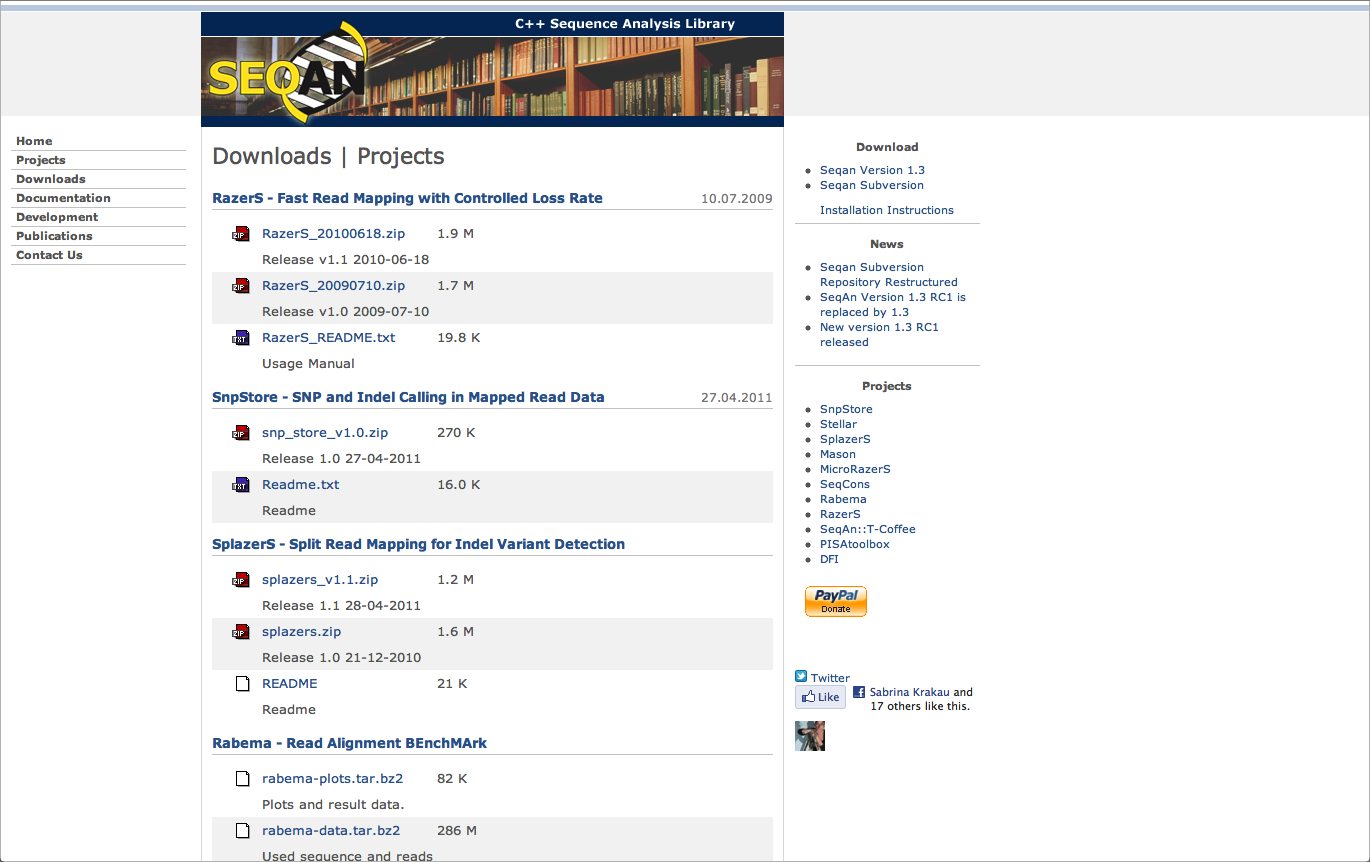 C++ Sequence Analysis Library
SEQAN
Home
Projects
Downloads
Documentation
Development
Publications
Contact Us
Downloads | Projects
RazerS - Fast Read Mapping with Controlled Loss Rate 10.07.2009
ZIP RazerS_20100618.zip 1.9 M
Release v1.1 2010-06-18
ZIP RazerS_20090710.zip 1.7 M
Release v1.0 2009-07-10
TXT RazerS_README.txt 19.8 K
Usage Manual
SnpStore - SNP and Indel Calling in Mapped Read Data 27.04.2011
ZIP snp_store_v1.0.zip 270 K
Release 1.0 27-04-2011
TXT Readme.txt 16.0 K
Readme
SplazerS - Split Read Mapping for Indel Variant Detection
ZIP splazers_v1.1.zip 1.2 M
Release 1.1 28-04-2011
ZIP splazers.zip 1.6 M
Release 1.0 21-12-2010
README 21 K
Readme
Rabema - Read Alignment BEnchMArk
rabema-plots.tar.bz2 82 K
Plots and result data.
rabema-data.tar.bz2 286 M
Used sequence and reads
Download
Seqan Version 1.3
Seqan Subversion
Installation Instructions
News
Seqan Subversion
Repository Restructured
SeqAn Version 1.3 RC1 is
replaced by 1.3
New version 1.3 RC1
released
Projects
SnpStore
Stellar
SplazerS
Mason
MicroRazerS
SeqCons
Rabema
RazerS
SeqAn::T-Coffee
PISAtoolbox
DFI
PayPal
Donate
Twitter
Like
Sabrina Krakau and
17 others like this.